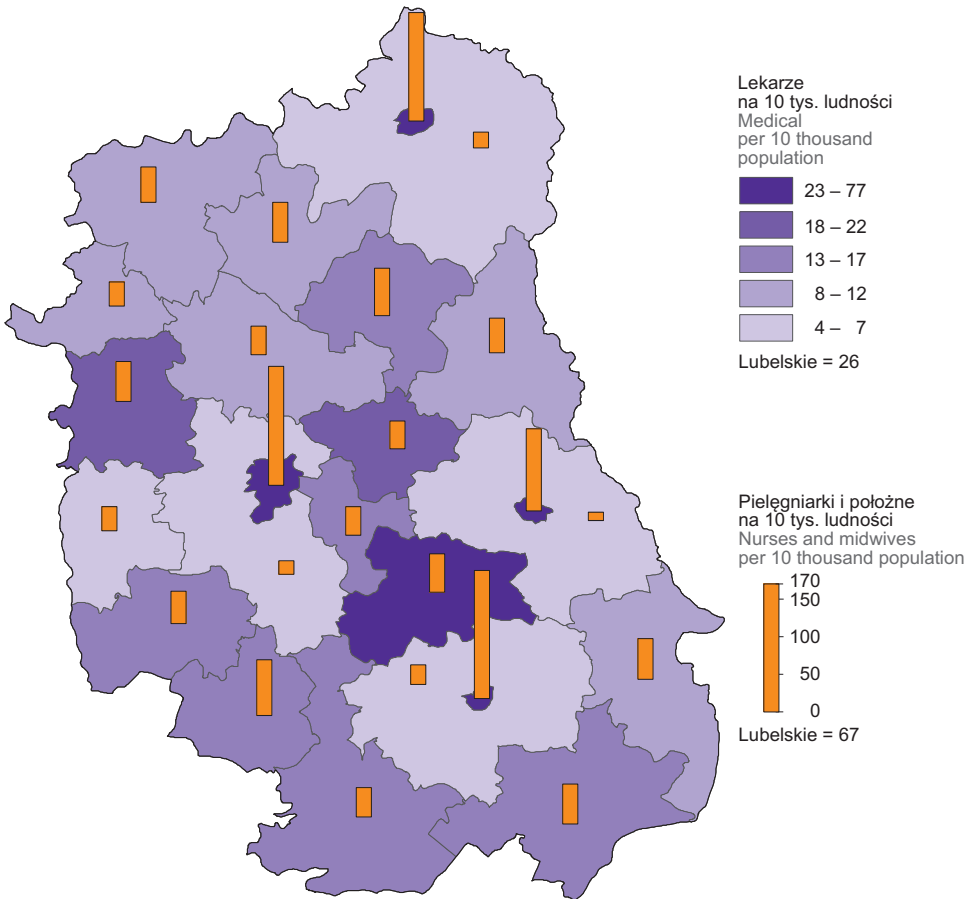 Lekarze
na 10 tys. ludności
Medical
per 10 thousand
population
23 – 77
18 – 22
13 – 17
8 – 12
4 – 7
Lubelskie = 26
Pielęgniarki i położne
na 10 tys. ludności
Nurses and midwives
per 10 thousand population
170
150
100
50
0
Lubelskie = 67